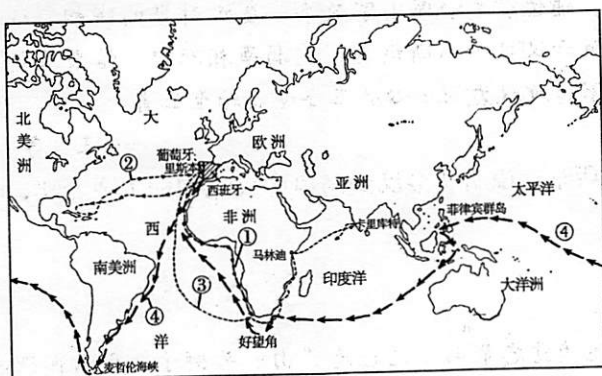 北美洲
大
葡萄牙
里斯本
欧洲
②
西班牙
亚洲
太平洋
菲律宾群岛
西
非洲
①
卡里库特
④
马林迪
南美洲
③
印度洋
大洋洲
④
洋
好望角
麦哲伦海峡